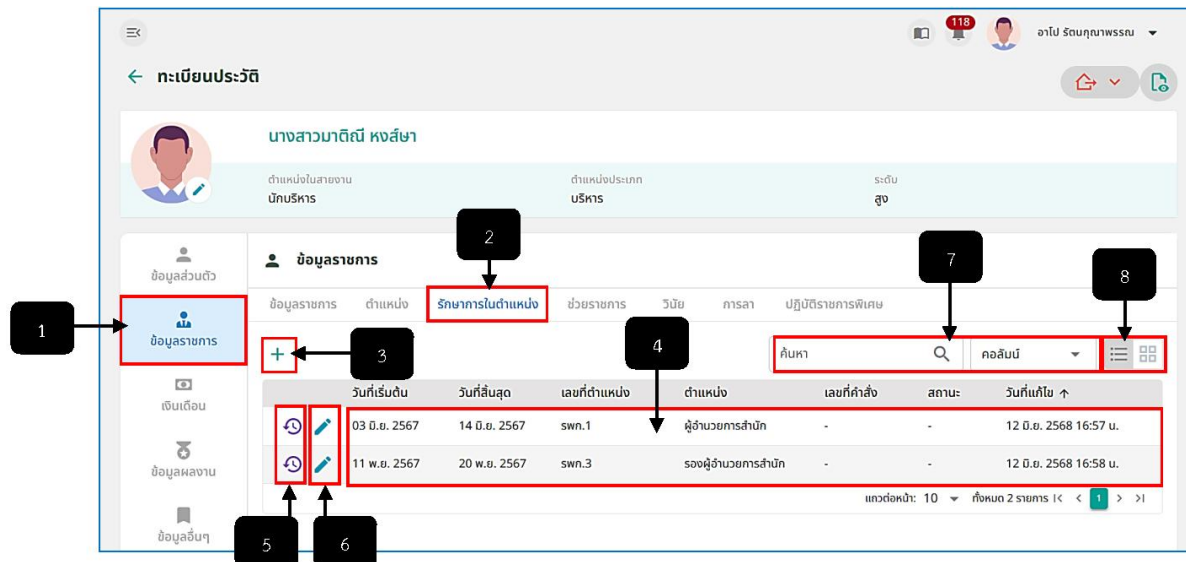 118
อาโป รัตนกุณาพรรณ
ทะเบียนประวัติ
นางสาวมาติณี หงส์ษา
ตำแหน่งในสายงาน ตำแหน่งประเภท ระดับ
นักบริหาร บริหาร สูง
2
7
8
ข้อมูลส่วนตัว
ข้อมูลราชการ
ข้อมูลราชการ ตำแหน่ง รักษาการในตำแหน่ง ช่วยราชการ วินัย การลา ปฏิบัติราชการพิเศษ
1
ข้อมูลราชการ
3
4
ค้นหา คอลัมน์
เงินเดือน
วันที่เริ่มต้น วันที่สิ้นสุด เลขที่ตำแหน่ง ตำแหน่ง เลขที่คำสั่ง สถานะ วันที่แก้ไข ↑
03 มิ.ย. 2567 14 มิ.ย. 2567 รพก.1 ผู้อำนวยการสำนัก - - 12 มิ.ย. 2568 16:57 น.
ข้อมูลผลงาน
11 พ.ย. 2567 20 พ.ย. 2567 รพก.3 รองผู้อำนวยการสำนัก - - 12 มิ.ย. 2568 16:58 น.
แถวต่อหน้า: 10 ทั้งหมด 2 รายการ |< < 1 > >|
ข้อมูลอื่นๆ
5
6